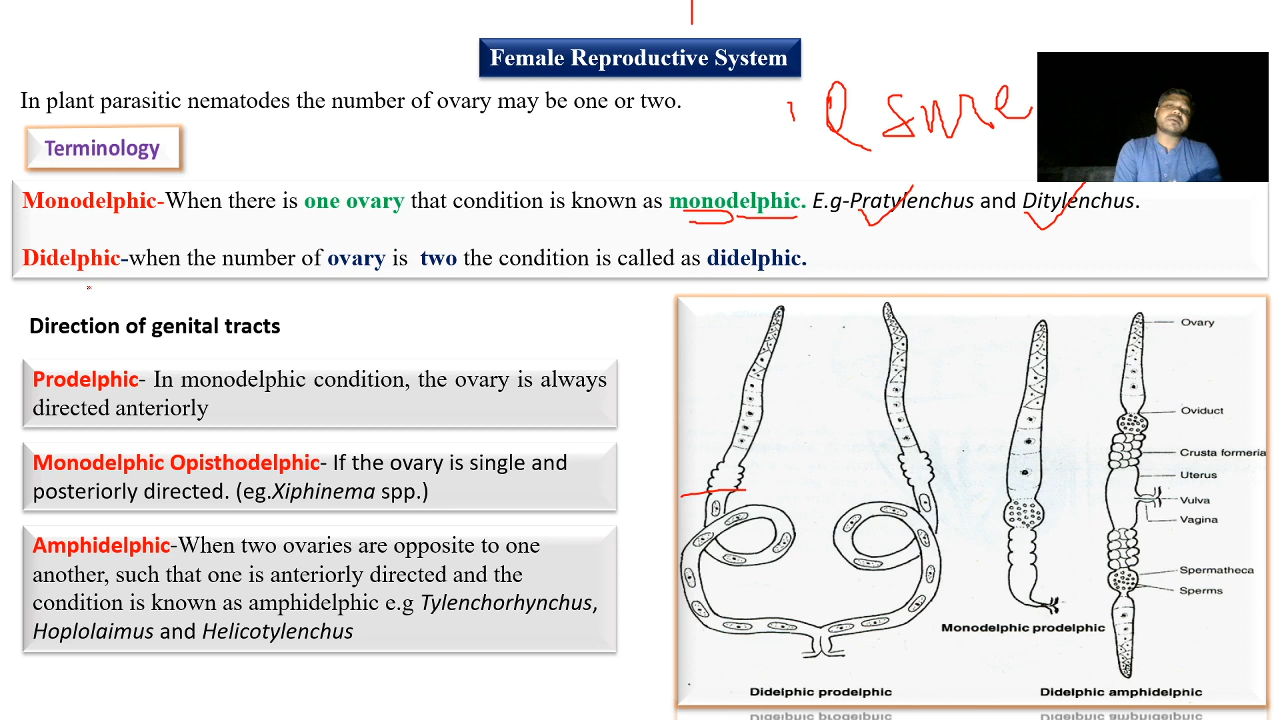 Female Reproductive System
In plant parasitic nematodes the number of ovary may be one or two.
sure
Terminology
Monodelphic-When there is one ovary that condition is known as monodelphic. E.g-Pratylenchus and Ditylenchus.
Didelphic-when the number of ovary is two the condition is called as didelphic.
Direction of genital tracts
Prodelphic- In monodelphic condition, the ovary is always
directed anteriorly
Monodelphic Opisthodelphic- If the ovary is single and
posteriorly directed. (eg.Xiphinema spp.)
Amphidelphic-When two ovaries are opposite to one
another, such that one is anteriorly directed and the
condition is known as amphidelphic e.g Tylenchorhynchus,
Hoplolaimus and Helicotylenchus
Ovary
Oviduct
Crusta formeria
Uterus
Vulva
Vagina
Spermatheca
Sperms
Monodelphic prodelphic
Didelphic prodelphic
Didelphic amphidelphic